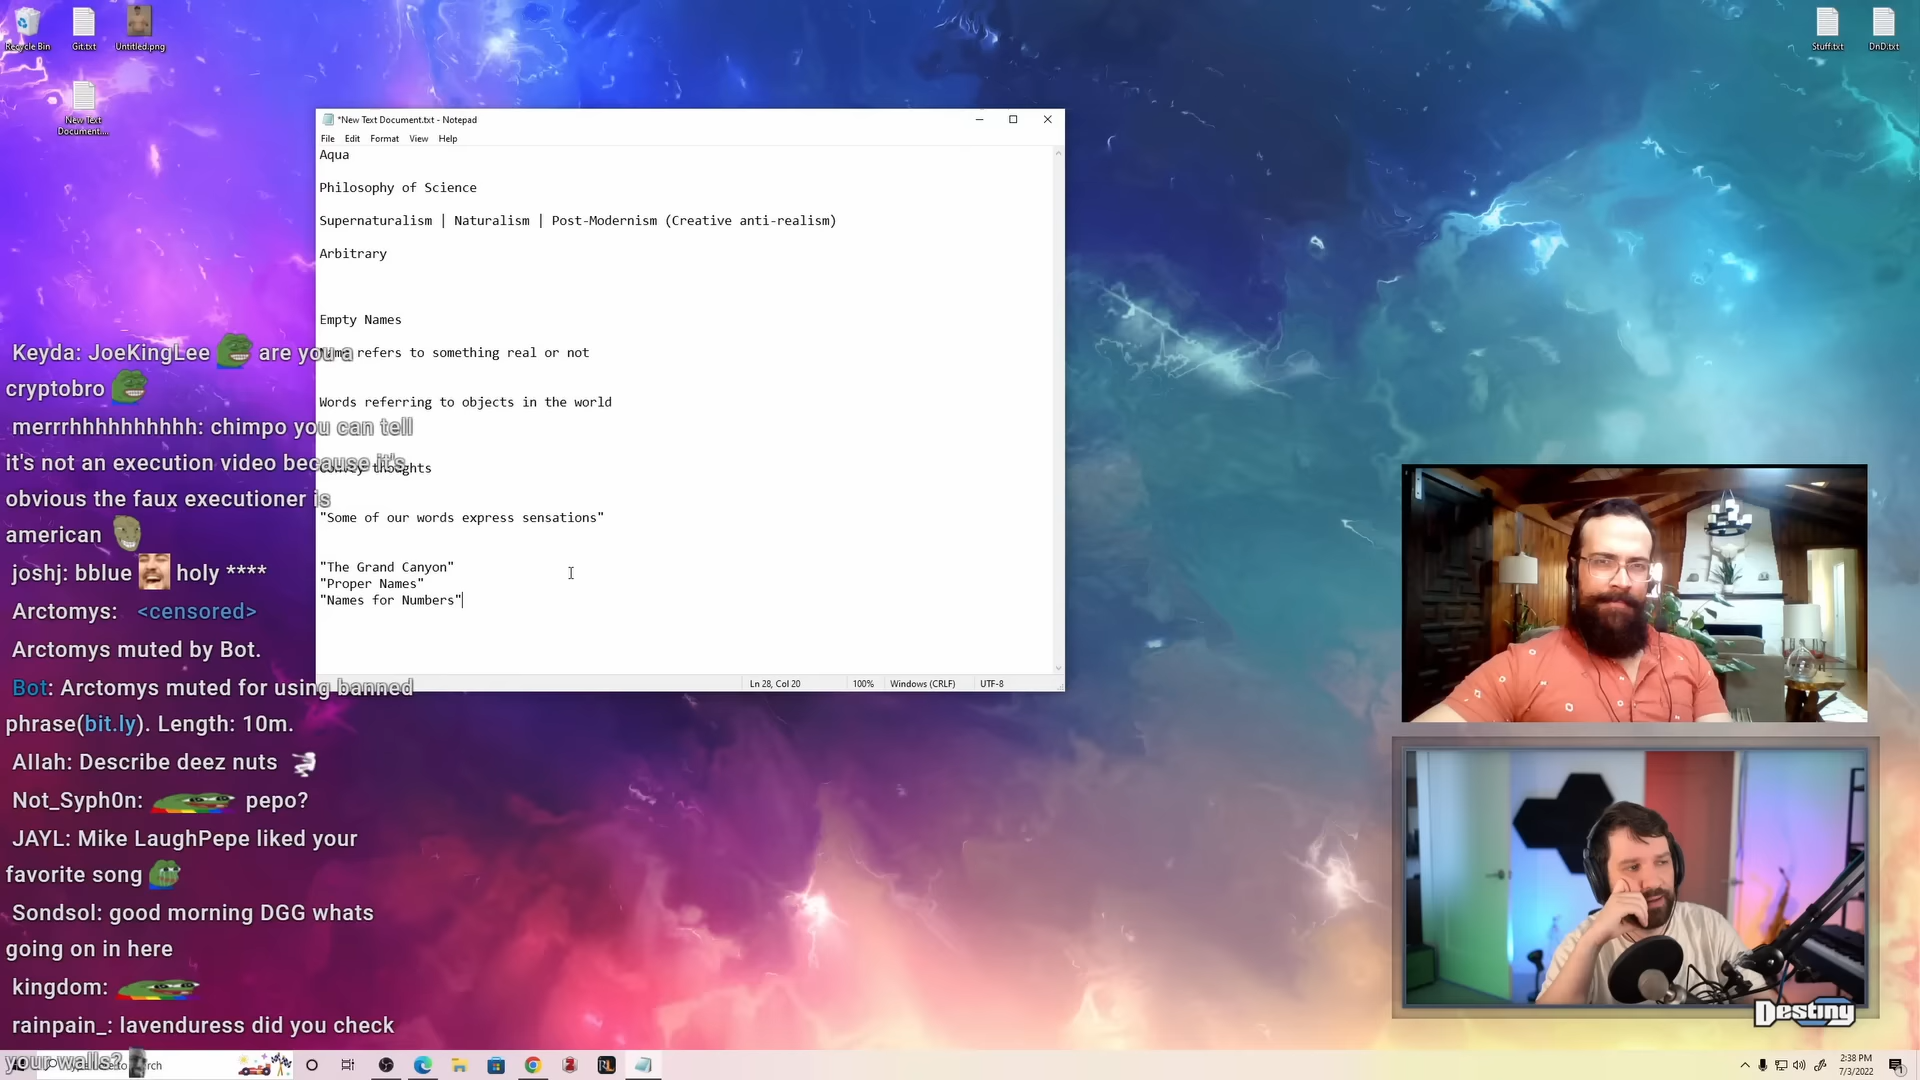 Recycle Bin
Git.txt
Untitled.png
New Text
Document....
Stuff.txt
DnD.txt
*New Text Document.txt - Notepad
File Edit Format View Help
Aqua
Philosophy of Science
Supernaturalism | Naturalism | Post-Modernism (Creative anti-realism)
Arbitrary
Empty Names
refers to something real or not
Words referring to objects in the world
Convey thoughts
"Some of our words express sensations"
"The Grand Canyon"
"Proper Names"
"Names for Numbers"
Ln 28, Col 20
100%
Windows (CRLF)
UTF-8
Keyda: JoeKingLee are you a
cryptobro
merrrhhhhhhhhhh: chimpo you can tell
it's not an execution video because it's
obvious the faux executioner is
american
joshj: bblue holy ****
Arctomys: <censored>
Arctomys muted by Bot.
Bot: Arctomys muted for using banned
phrase(bit.ly). Length: 10m.
AIIah: Describe deez nuts
Not_Syph0n: pepo?
JAYL: Mike LaughPepe liked your
favorite song
Sondsol: good morning DGG whats
going on in here
kingdom:
rainpain_: lavenduress did you check
your walls?
Destiny
2:38 PM
7/3/2022